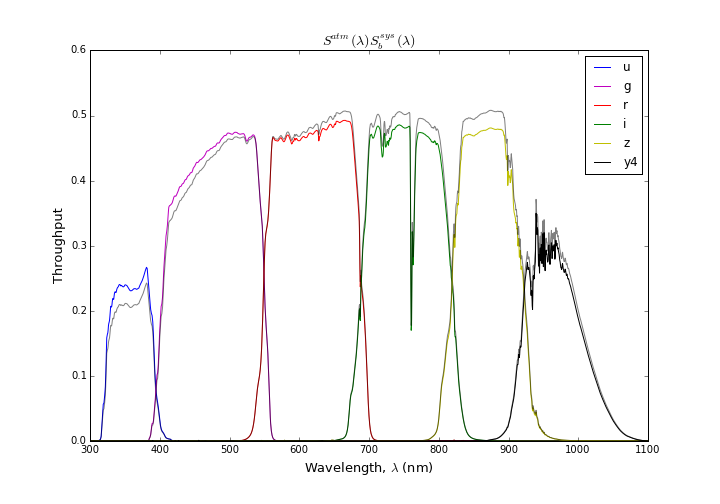 S^{atm}(λ)S_b^{sys}(λ)
0.6
0.5
0.4
0.3
0.2
0.1
0.0
Throughput
300 400 500 600 700 800 900 1000 1100
Wavelength, λ (nm)
u
g
r
i
z
y4